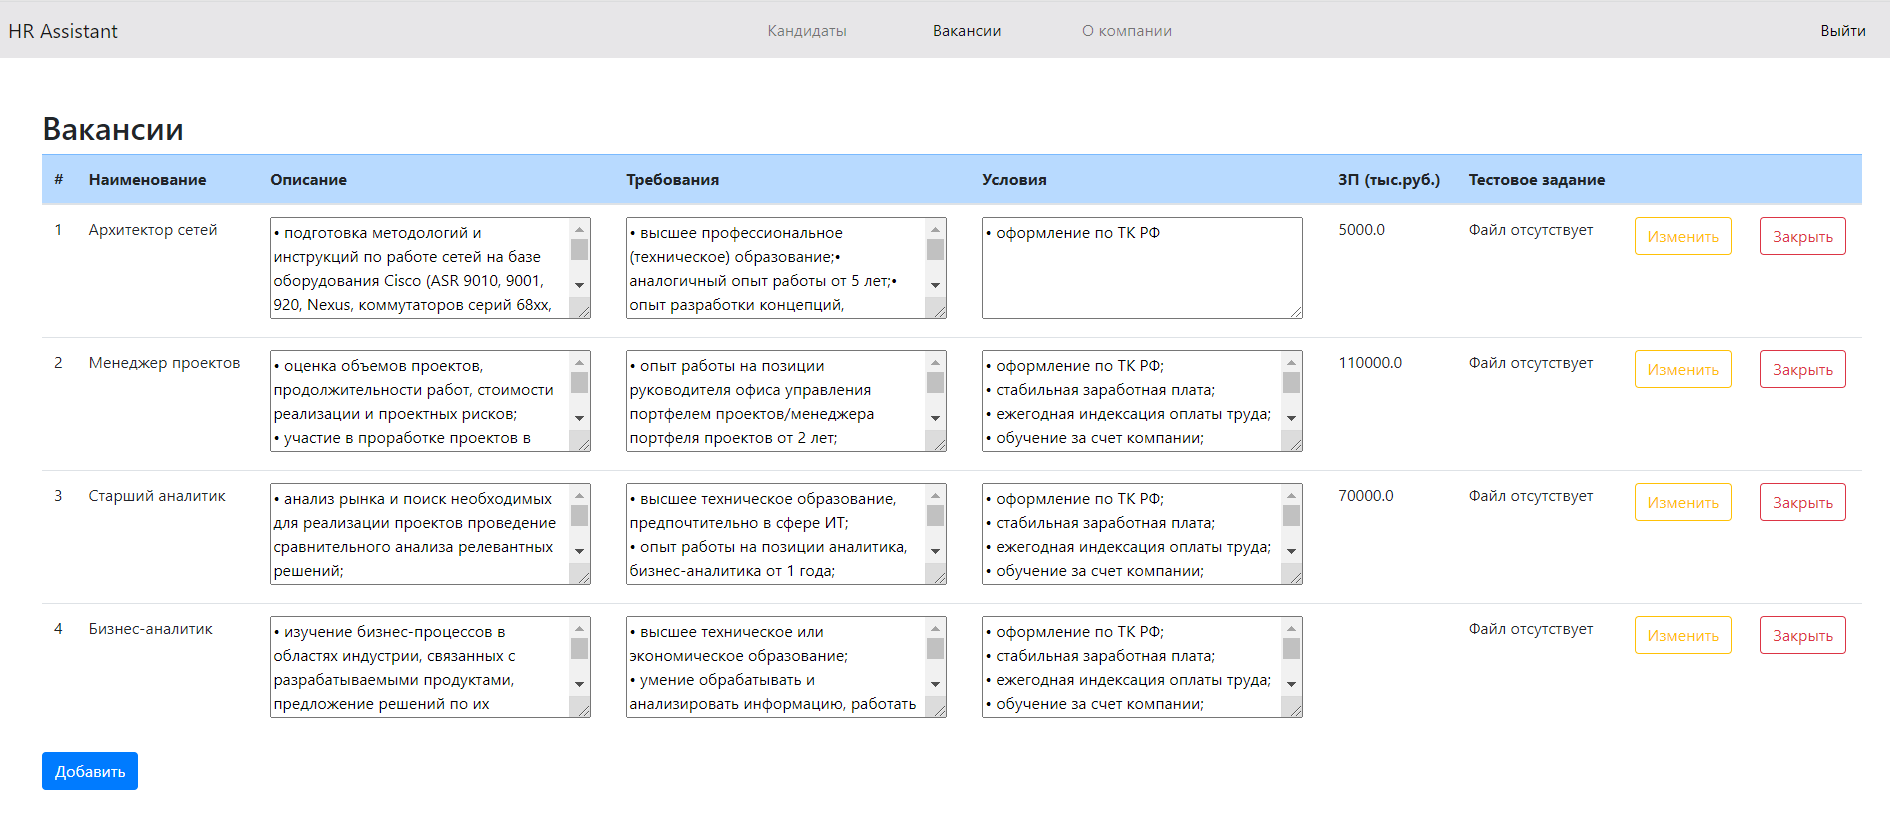 HR Assistant
Кандидаты
Вакансии
О компании
Выйти
Вакансии
# Наименование Описание Требования Условия ЗП (тыс.руб.) Тестовое задание
1
Архитектор сетей
• подготовка методологий и
инструкций по работе сетей на базе
оборудования Cisco (ASR 9010, 9001,
920, Nexus, коммутаторов серий 68xx,
• высшее профессиональное
(техническое) образование;•
аналогичный опыт работы от 5 лет;•
опыт разработки концепций,
• оформление по ТК РФ
5000.0
Файл отсутствует
Изменить
Закрыть
2
Менеджер проектов
• оценка объемов проектов,
продолжительности работ, стоимости
реализации и проектных рисков;
• участие в проработке проектов в
• опыт работы на позиции
руководителя офиса управления
портфелем проектов/менеджера
портфеля проектов от 2 лет;
• оформление по ТК РФ;
• стабильная заработная плата;
• ежегодная индексация оплаты труда;
• обучение за счет компании;
110000.0
Файл отсутствует
Изменить
Закрыть
3
Старший аналитик
• анализ рынка и поиск необходимых
для реализации проектов проведение
сравнительного анализа релевантных
решений;
• высшее техническое образование,
предпочтительно в сфере ИТ;
• опыт работы на позиции аналитика,
бизнес-аналитика от 1 года;
• оформление по ТК РФ;
• стабильная заработная плата;
• ежегодная индексация оплаты труда;
• обучение за счет компании;
70000.0
Файл отсутствует
Изменить
Закрыть
4
Бизнес-аналитик
• изучение бизнес-процессов в
областях индустрии, связанных с
разрабатываемыми продуктами,
предложение решений по их
• высшее техническое или
экономическое образование;
• умение обрабатывать и
анализировать информацию, работать
• оформление по ТК РФ;
• стабильная заработная плата;
• ежегодная индексация оплаты труда;
• обучение за счет компании;
Файл отсутствует
Изменить
Закрыть
Добавить